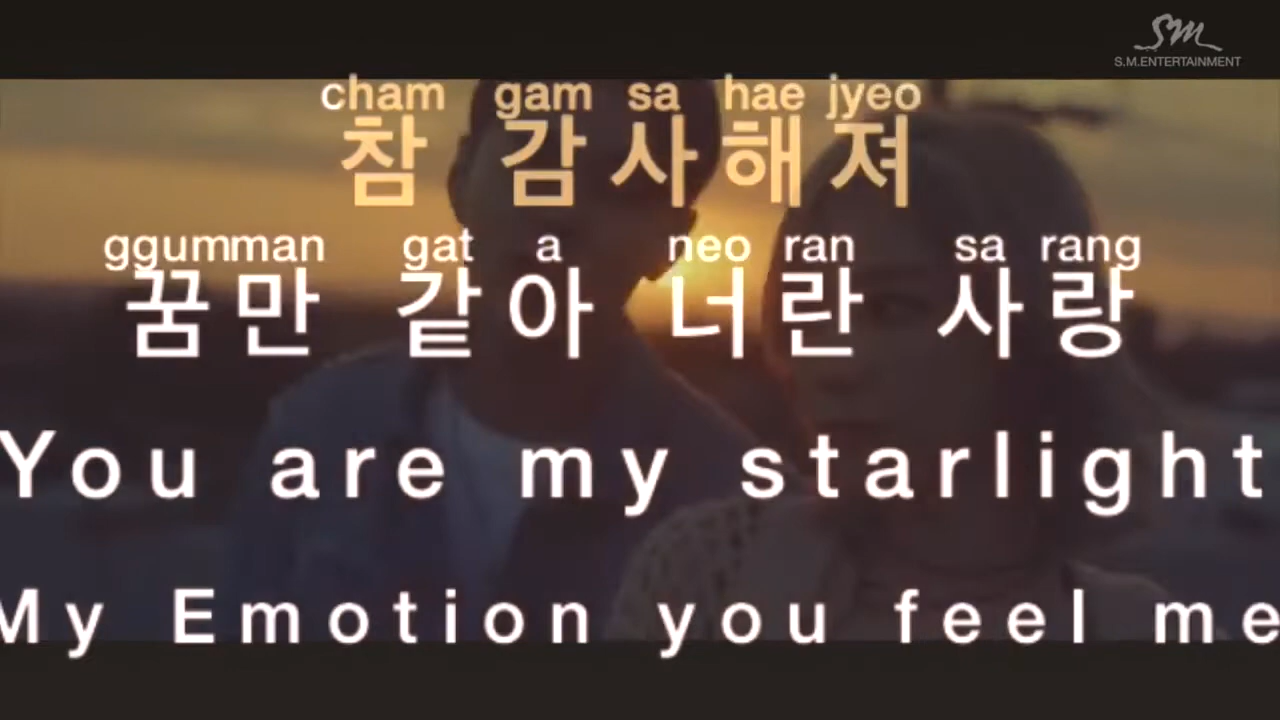 SM
S.M.ENTERTAINMENT
cham gam sa hae jyeo
참 감사해져
ggumman gat a neo ran sa rang
꿈만 같아 너란 사랑
You are my starlight
My Emotion you feel me